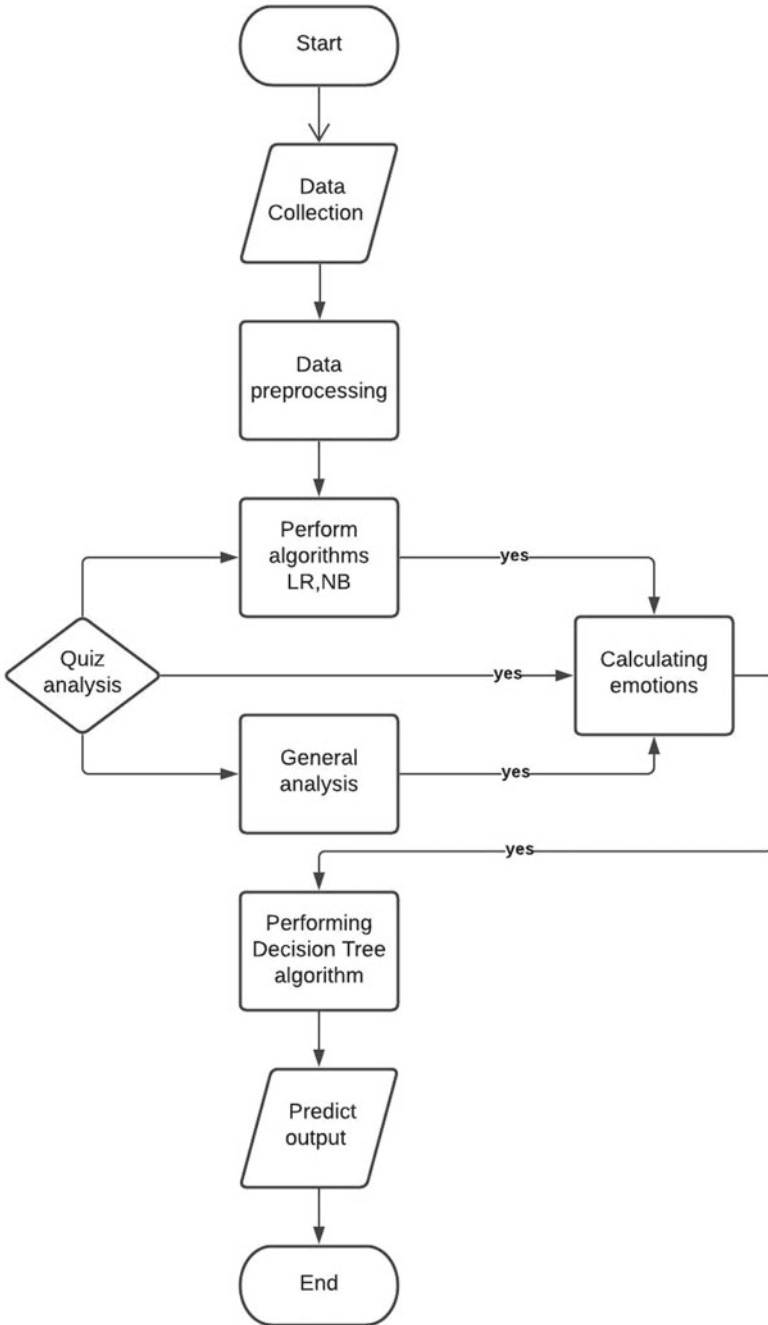 Start
Data
Collection
Data
preprocessing
Perform
algorithms
LR,NB
yes
Quiz
analysis
yes
Calculating
emotions
General
analysis
yes
yes
Performing
Decision Tree
algorithm
Predict
output
End